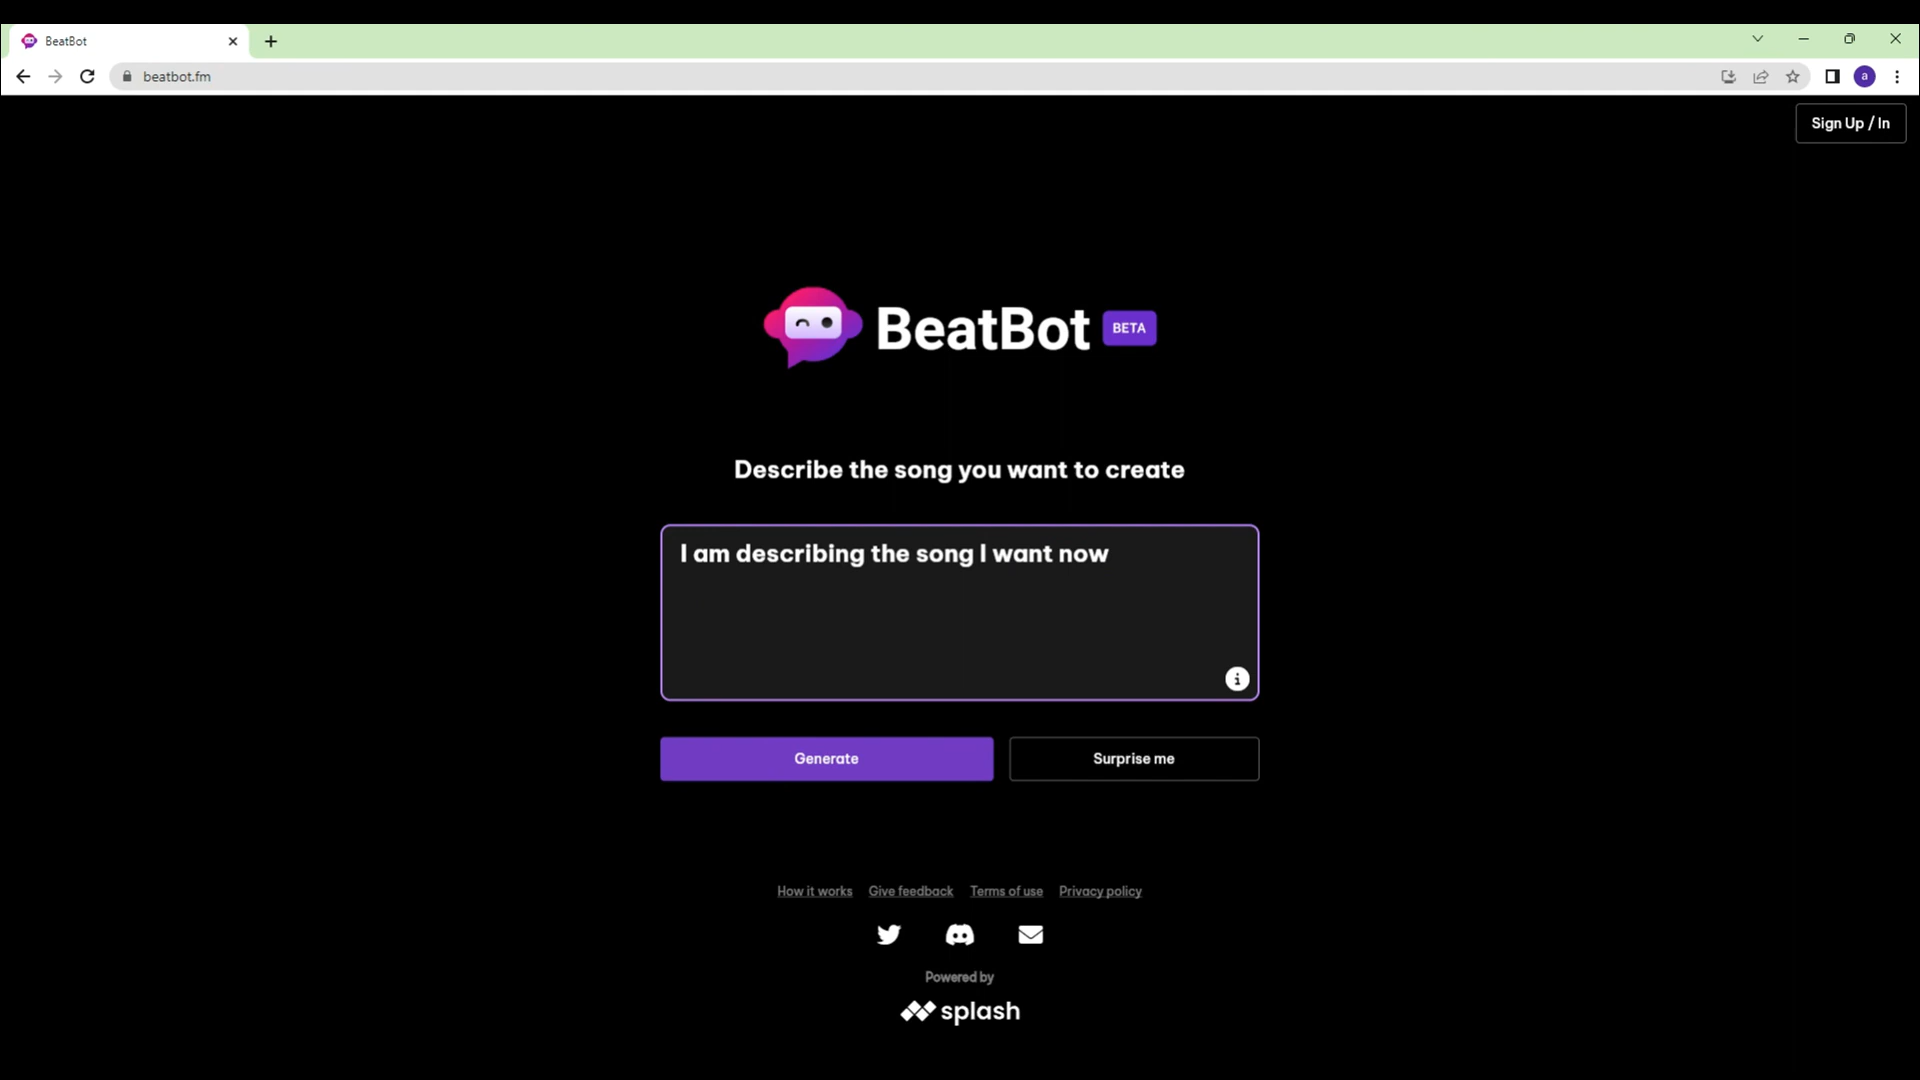 BeatBot
beatbot.fm
a
Sign Up / In
BeatBot BETA
Describe the song you want to create
I am describing the song I want now
i
Generate Surprise me
How it works Give feedback Terms of use Privacy policy
Powered by
splash